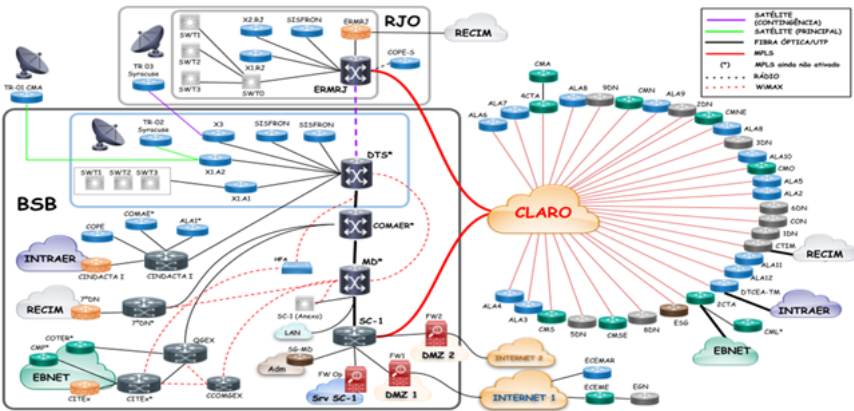 RJO
X2.RJ
SISFRON
ERMRJ
RECIM
SWT1
SWT2
SWT3
X1.RJ
SWT0
COPE-S
ERMRJ
TR 03
Syracuse
TR-01 CMA
SATÉLITE
(CONTINGÊNCIA)
SATÉLITE (PRINCIPAL)
FIBRA ÓPTICA/UTP
MPLS
(*) MPLS ainda não ativado
RÁDIO
WiMAX
BSB
TR-02
Syracuse
X3
SISFRON
SISFRON
X1.A2
DTS*
SWT1 SWT2 SWT3
X1.A1
COPE
COMAE*
ALA1*
INTRAER
CINDACTA I
CINDACTA I
COMAER*
HFA
MD*
RECIM
7°DN
7°DN*
SC-1 (Anexo)
LAN
SC-1
COTER*
CMP*
QGEX
EBNET
CITEx
CITEx*
CCOMGEX
SG-MD
Adm
FW Op
Srv SC-1
FW1
DMZ 1
FW2
DMZ 2
INTERNET 2
INTERNET 1
ECEMAR
ECEME
EGN
CLARO
CMA
4CTA
ALA7
ALA6
ALA8
9DN
CMN
ALA9
2DN
CMNE
ALA8
3DN
ALA10
CMO
ALA5
ALA2
6DN
CON
1DN
CTIM
RECIM
ALA11
ALA12
DTCEA-TM
INTRAER
2CTA
CML*
EBNET
ESG
8DN
CMSE
5DN
CMS
ALA3
ALA4